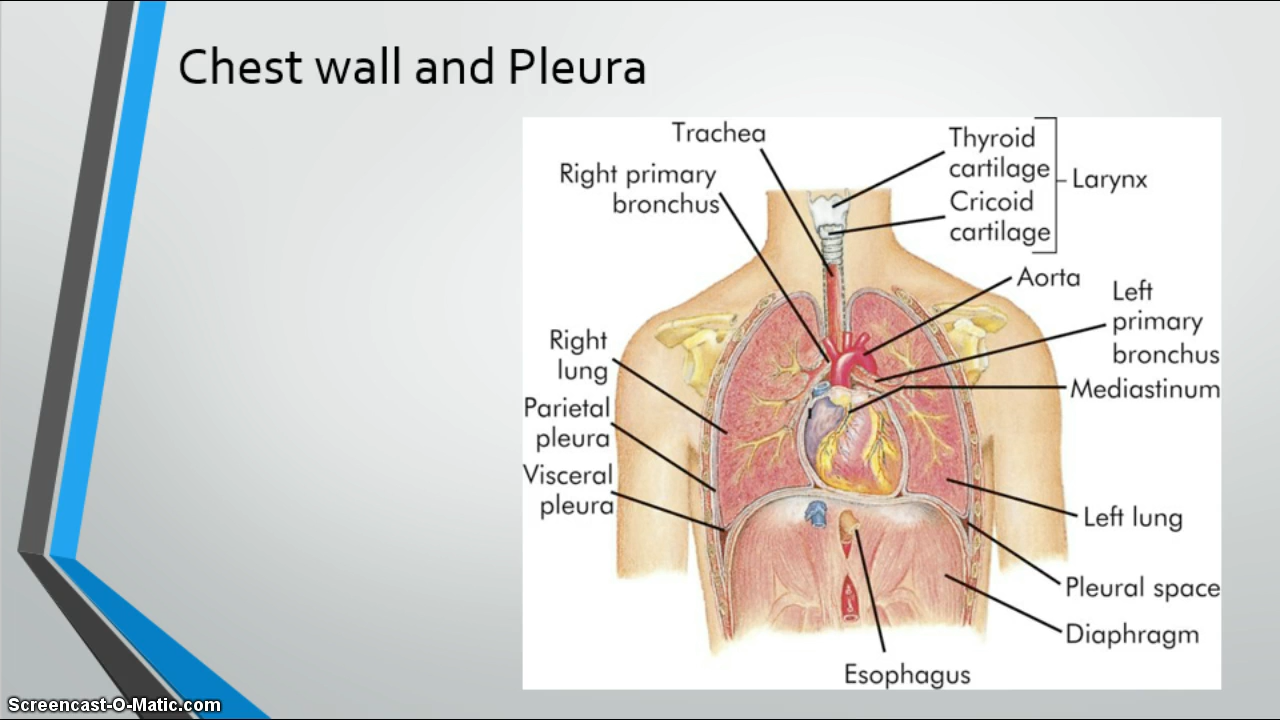 Chest wall and Pleura
Trachea
Right primary
bronchus
Thyroid
cartilage
Cricoid
cartilage
Larynx
Aorta
Left
primary
bronchus
Mediastinum
Right
lung
Parietal
pleura
Visceral
pleura
Left lung
Pleural space
Diaphragm
Esophagus
Screencast-O-Matic.com